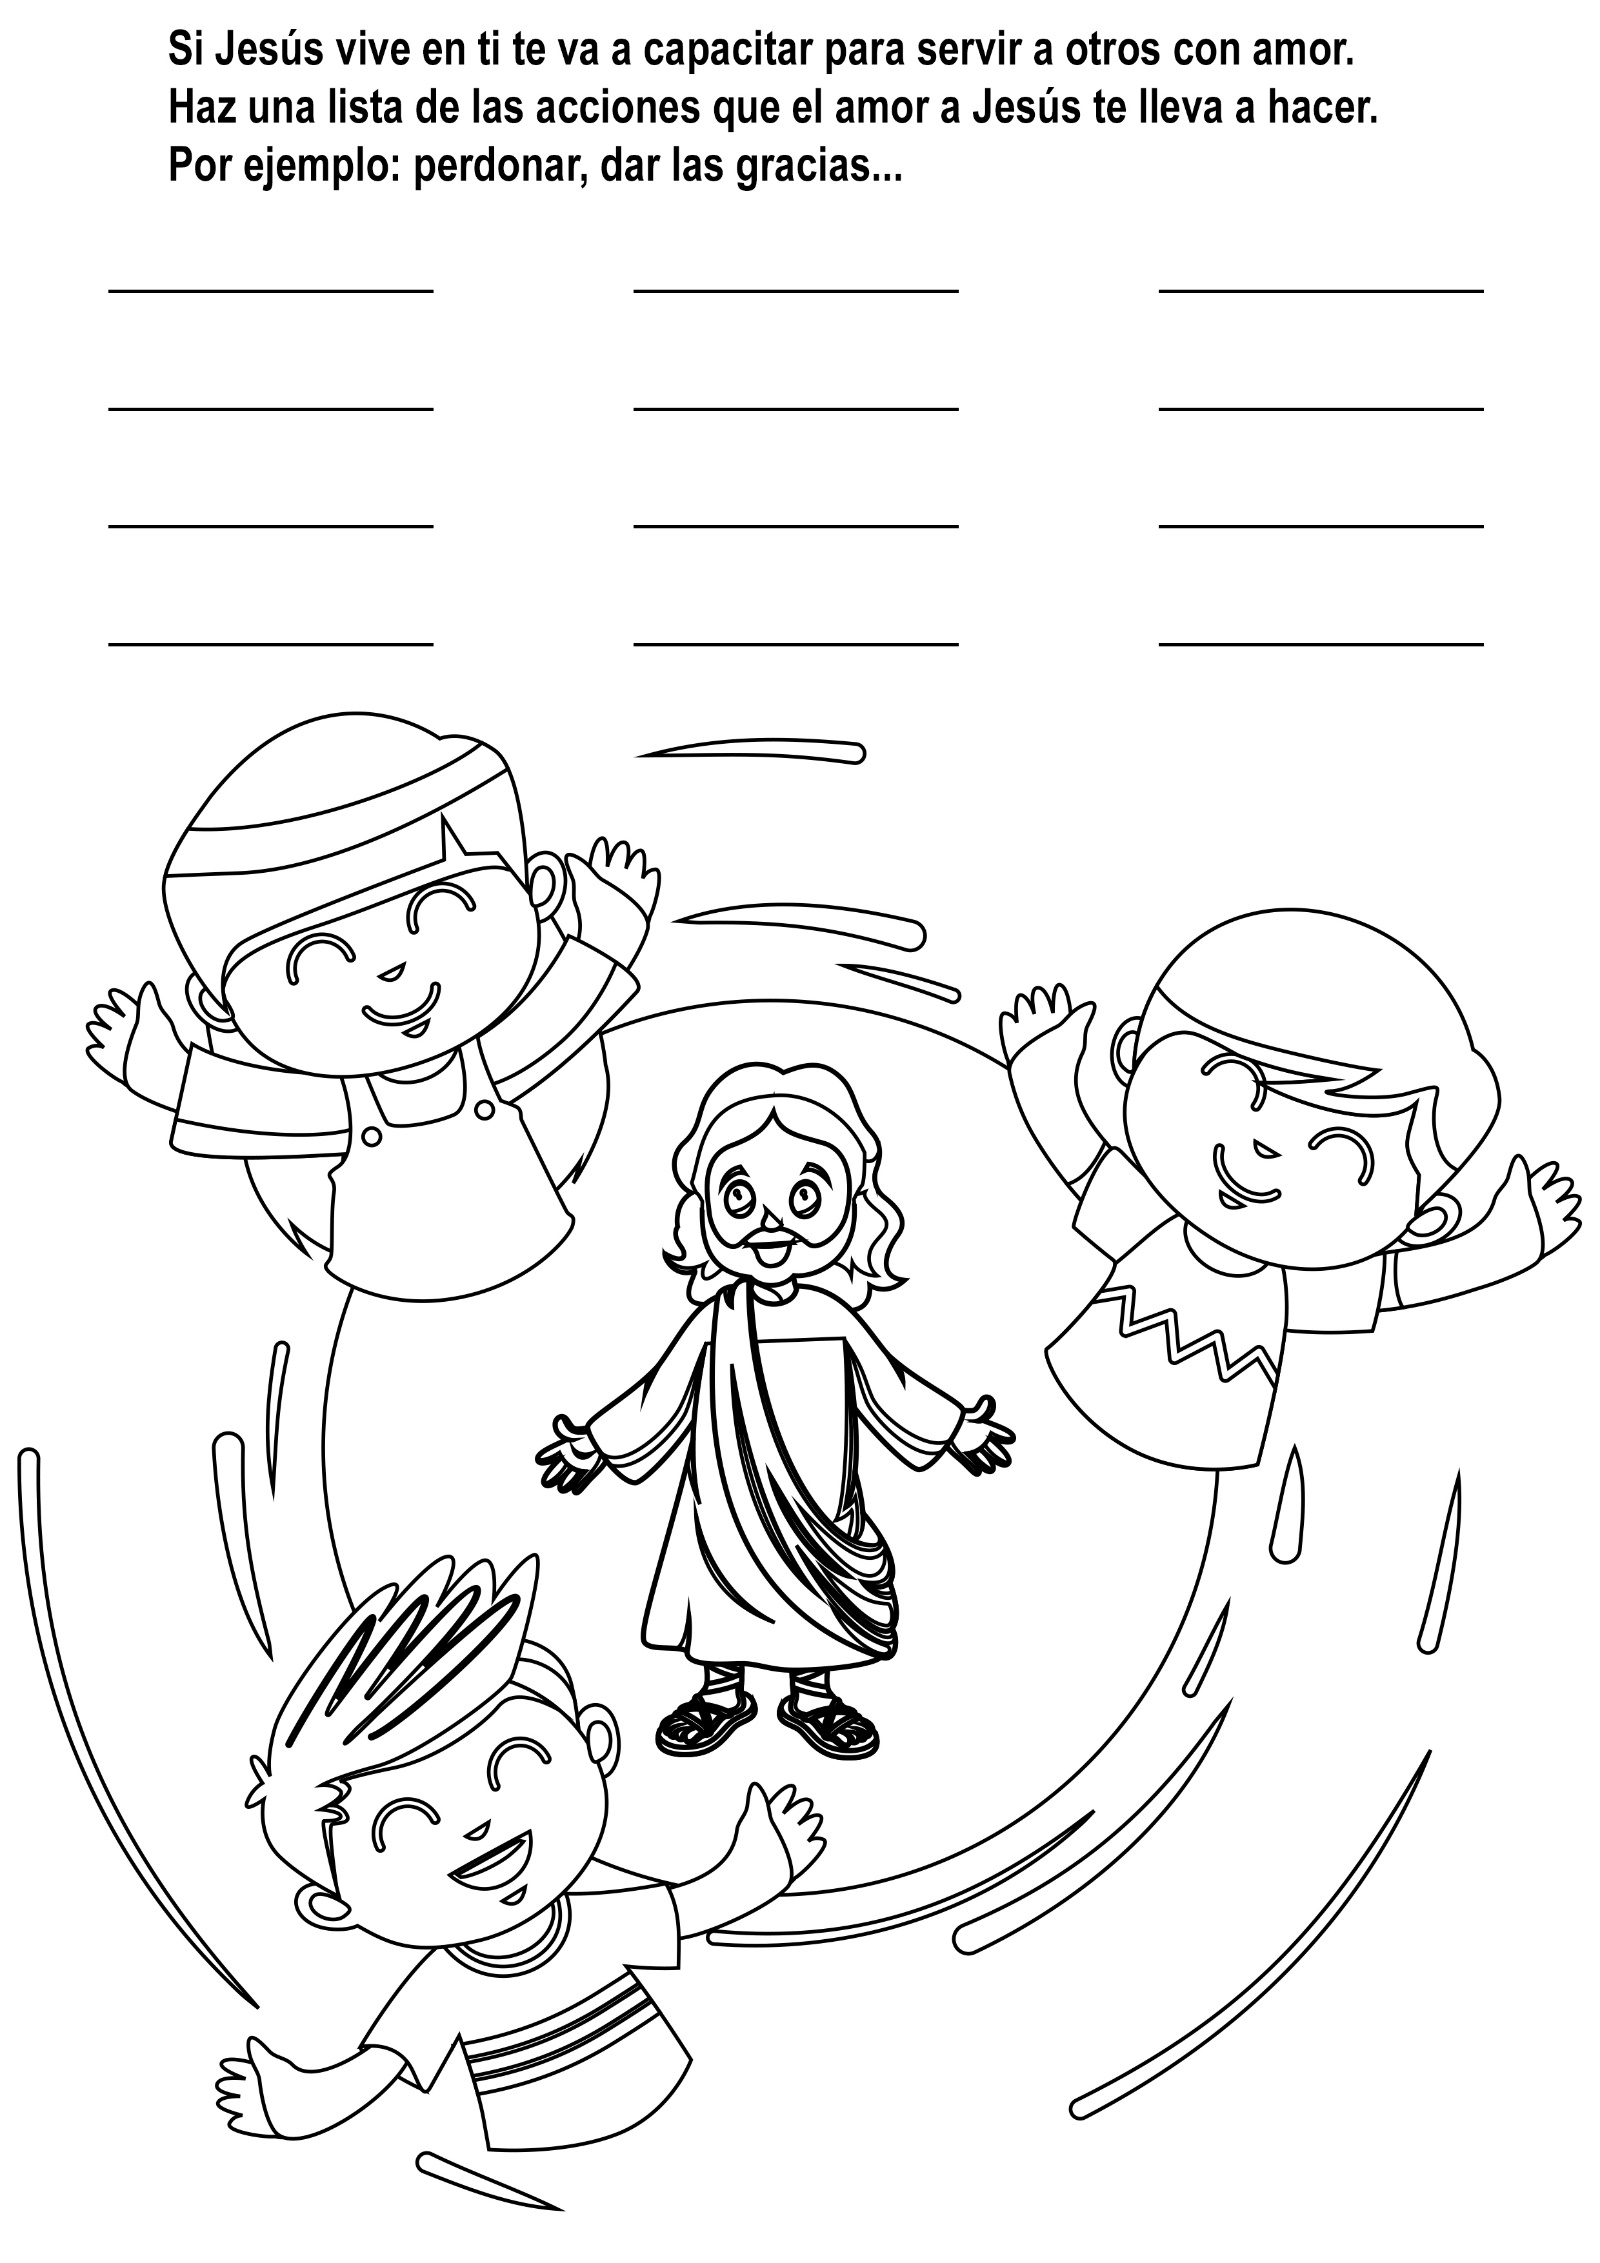 Si Jesús vive en ti te va a capacitar para servir a otros con amor.
Haz una lista de las acciones que el amor a Jesús te lleva a hacer.
Por ejemplo: perdonar, dar las gracias...